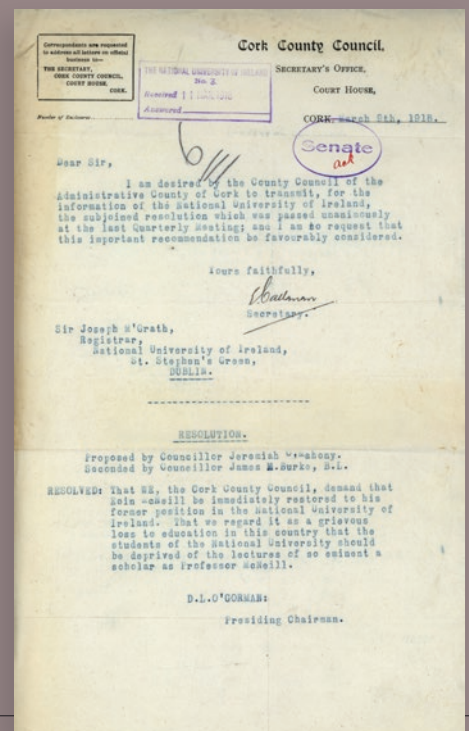 Correspondents are requested
to address all letters on official
business to—
THE SECRETARY,
CORK COUNTY COUNCIL,
COURT HOUSE,
CORK.
Number of Enclosures
Cork County Council,
SECRETARY'S OFFICE,
COURT HOUSE,
CORK, March 8th, 1918.
THE NATIONAL UNIVERSITY OF IRELAND
No. 3.
Received 11
Answered
Senate
ack
Dear Sir,
I am desired by the County Council of the
Administrative County of Cork to transmit, for the
information of the National University of Ireland,
the subjoined resolution which was passed unanimously
at the last Quarterly Meeting; and I am to request that
this important recommendation be favourably considered.
Yours faithfully,
Secretary.
Sir Joseph M'Grath,
Registrar,
National University of Ireland,
St. Stephen's Green,
DUBLIN.
RESOLUTION.
Proposed by Councillor Jeremiah
Seconded by Councillor James M.Burke, B.L.
RESOLVED: That WE, the Cork County Council, demand that
Eoin McNeill be immediately restored to his
former position in the National University of
Ireland. That we regard it as a grievous
loss to education in this country that the
students of the National University should
be deprived of the lectures of so eminent a
scholar as Professor McNeill.
D.L.O'GORMAN:
Presiding Chairman.